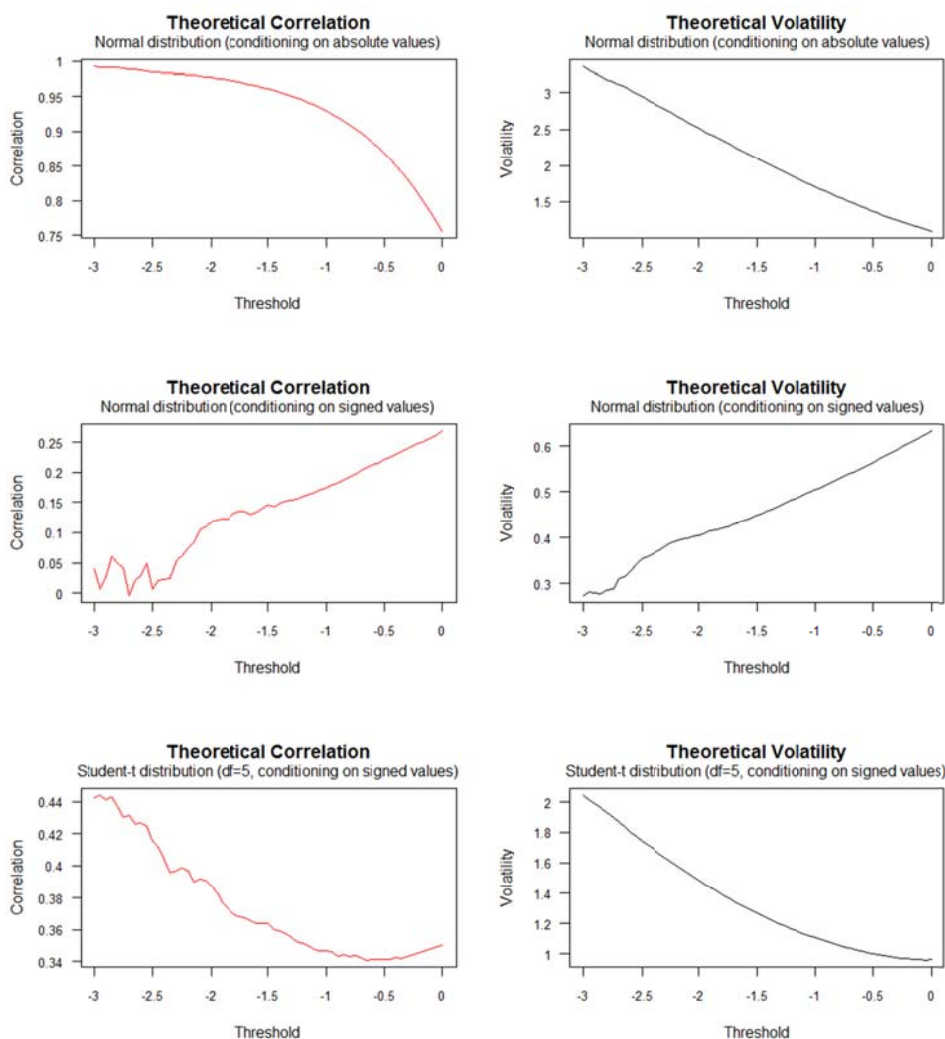 Theoretical Correlation
Normal distribution (conditioning on absolute values)
1
0.95
0.9
0.85
0.8
0.75
Correlation
-3 -2.5 -2 -1.5 -1 -0.5 0
Threshold
Theoretical Volatility
Normal distribution (conditioning on absolute values)
3
2.5
2
1.5
Volatility
-3 -2.5 -2 -1.5 -1 -0.5 0
Threshold
Theoretical Correlation
Normal distribution (conditioning on signed values)
0.25
0.2
0.15
0.1
0.05
0
Correlation
-3 -2.5 -2 -1.5 -1 -0.5 0
Threshold
Theoretical Volatility
Normal distribution (conditioning on signed values)
0.6
0.5
0.4
0.3
Volatility
-3 -2.5 -2 -1.5 -1 -0.5 0
Threshold
Theoretical Correlation
Student-t distribution (df=5, conditioning on signed values)
0.44
0.42
0.4
0.38
0.36
0.34
Correlation
-3 -2.5 -2 -1.5 -1 -0.5 0
Threshold
Theoretical Volatility
Student-t distribution (df=5, conditioning on signed values)
2
1.8
1.6
1.4
1.2
1
Volatility
-3 -2.5 -2 -1.5 -1 -0.5 0
Threshold